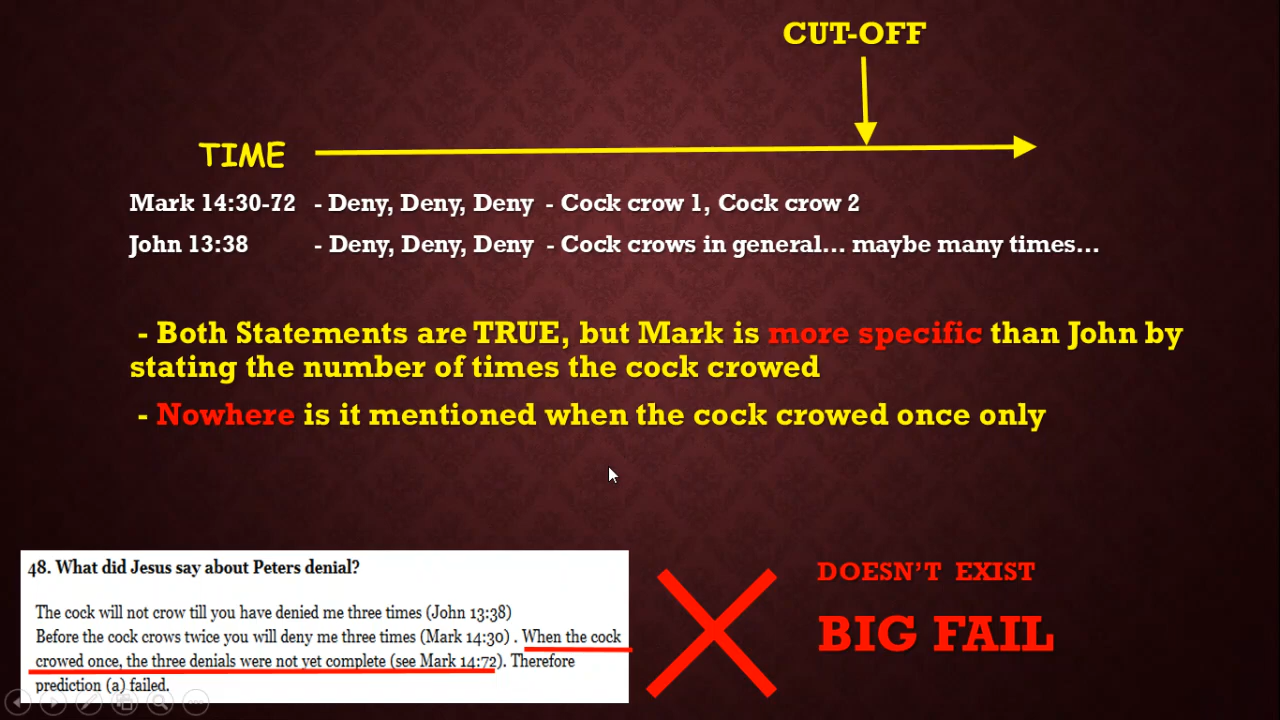 CUT-OFF
TIME
Mark 14:30-72 - Deny, Deny, Deny - Cock crow 1, Cock crow 2
John 13:38 - Deny, Deny, Deny - Cock crows in general... maybe many times...
- Both Statements are TRUE, but Mark is more specific than John by
stating the number of times the cock crowed
- Nowhere is it mentioned when the cock crowed once only
48. What did Jesus say about Peters denial?
The cock will not crow till you have denied me three times (John 13:38)
Before the cock crows twice you will deny me three times (Mark 14:30) . When the cock
crowed once, the three denials were not yet complete (see Mark 14:72). Therefore
prediction (a) failed.
DOESN'T EXIST
BIG FAIL